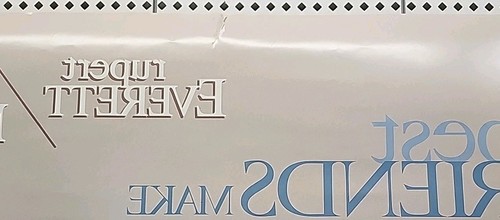 rupert
EVERETT
best
RIENDS MAKE